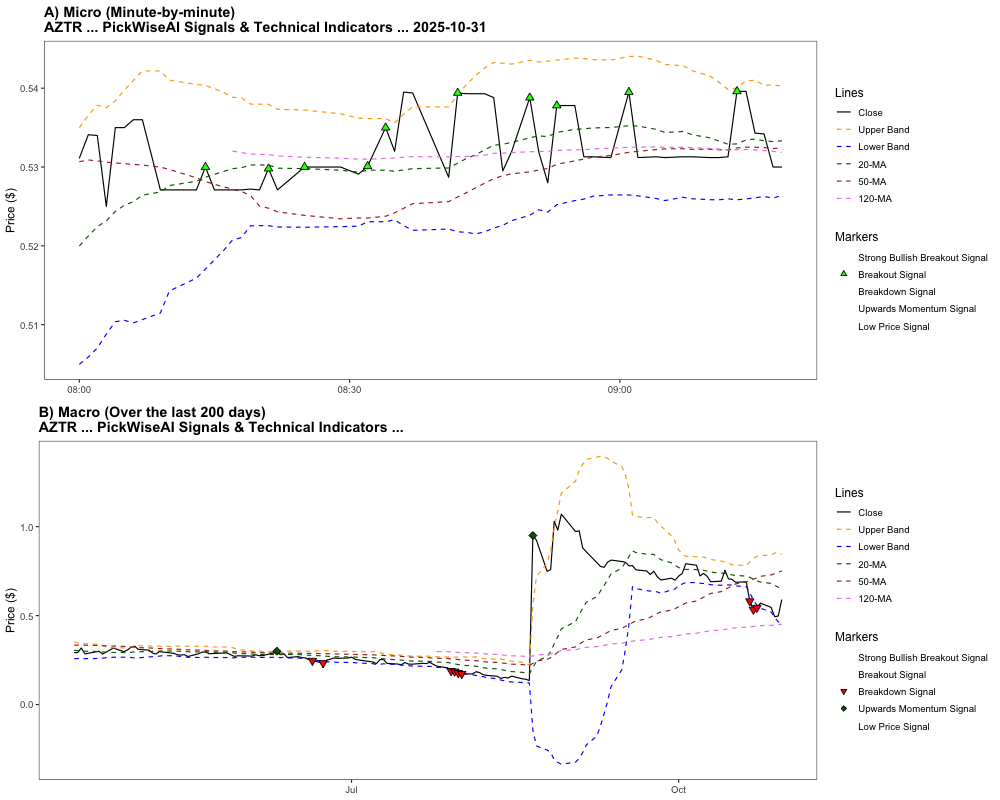 A) Micro (Minute-by-minute)
AZTR ... PickWiseAI Signals & Technical Indicators ... 2025-10-31
Price ($)
0.54
0.53
0.52
0.51
08:00
08:30
09:00
Lines
Close
Upper Band
Lower Band
20-MA
50-MA
120-MA
Markers
Strong Bullish Breakout Signal
Breakout Signal
Breakdown Signal
Upwards Momentum Signal
Low Price Signal
B) Macro (Over the last 200 days)
AZTR ... PickWiseAI Signals & Technical Indicators ...
Price ($)
1.0
0.5
0.0
Jul
Oct
Lines
Close
Upper Band
Lower Band
20-MA
50-MA
120-MA
Markers
Strong Bullish Breakout Signal
Breakout Signal
Breakdown Signal
Upwards Momentum Signal
Low Price Signal